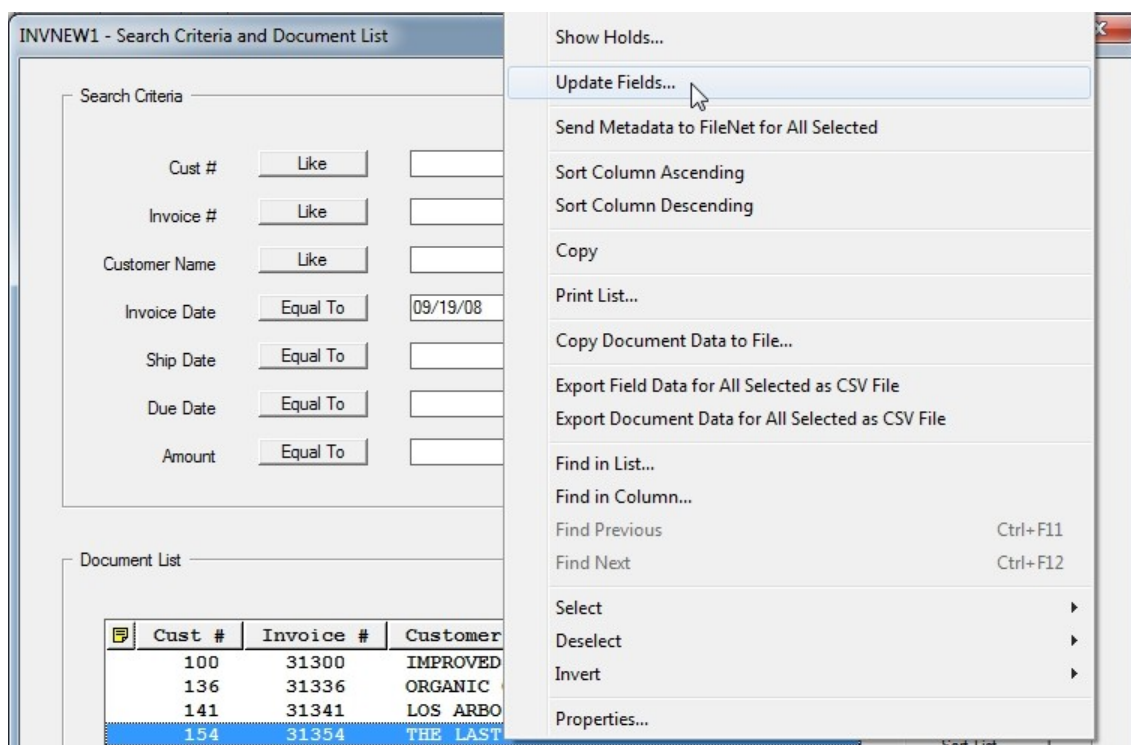 INVNEW1 - Search Criteria and Document List
Search Criteria
Cust # Like
Invoice # Like
Customer Name Like
Invoice Date Equal To 09/19/08
Ship Date Equal To
Due Date Equal To
Amount Equal To
Document List
Cust # Invoice # Customer
100 31300 IMPROVED
136 31336 ORGANIC
141 31341 LOS ARBO
154 31354 THE LAST
Show Holds...
Update Fields...
Send Metadata to FileNet for All Selected
Sort Column Ascending
Sort Column Descending
Copy
Print List...
Copy Document Data to File...
Export Field Data for All Selected as CSV File
Export Document Data for All Selected as CSV File
Find in List...
Find in Column...
Find Previous Ctrl+F11
Find Next Ctrl+F12
Select
Deselect
Invert
Properties...